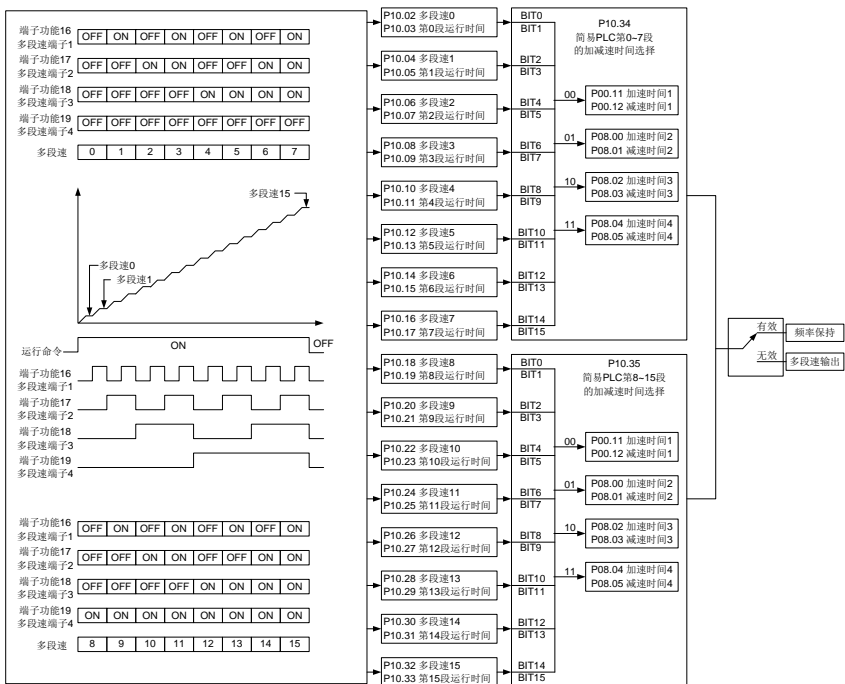 端子功能16
多段速端子1
OFF ON OFF ON OFF ON OFF ON
端子功能17
多段速端子2
OFF OFF ON ON OFF OFF ON ON
端子功能18
多段速端子3
OFF OFF OFF OFF ON ON ON ON
端子功能19
多段速端子4
OFF OFF OFF OFF OFF OFF OFF OFF
多段速 0 1 2 3 4 5 6 7
多段速15
多段速0
多段速1
运行命令
ON
OFF
端子功能16
多段速端子1
端子功能17
多段速端子2
端子功能18
多段速端子3
端子功能19
多段速端子4
端子功能16
多段速端子1
OFF ON OFF ON OFF ON OFF ON
端子功能17
多段速端子2
OFF OFF ON ON OFF OFF ON ON
端子功能18
多段速端子3
OFF OFF OFF OFF ON ON ON ON
端子功能19
多段速端子4
ON ON ON ON ON ON ON ON
多段速 8 9 10 11 12 13 14 15
P10.02 多段速0
P10.03 第0段运行时间
P10.04 多段速1
P10.05 第1段运行时间
P10.06 多段速2
P10.07 第2段运行时间
P10.08 多段速3
P10.09 第3段运行时间
P10.10 多段速4
P10.11 第4段运行时间
P10.12 多段速5
P10.13 第5段运行时间
P10.14 多段速6
P10.15 第6段运行时间
P10.16 多段速7
P10.17 第7段运行时间
P10.18 多段速8
P10.19 第8段运行时间
P10.20 多段速9
P10.21 第9段运行时间
P10.22 多段速10
P10.23 第10段运行时间
P10.24 多段速11
P10.25 第11段运行时间
P10.26 多段速12
P10.27 第12段运行时间
P10.28 多段速13
P10.29 第13段运行时间
P10.30 多段速14
P10.31 第14段运行时间
P10.32 多段速15
P10.33 第15段运行时间
BIT0
BIT1
BIT2
BIT3
BIT4
BIT5
BIT6
BIT7
BIT8
BIT9
BIT10
BIT11
BIT12
BIT13
BIT14
BIT15
P10.34
简易PLC第0~7段
的加减速时间选择
00
P00.11 加速时间1
P00.12 减速时间1
01
P08.00 加速时间2
P08.01 减速时间2
10
P08.02 加速时间3
P08.03 减速时间3
11
P08.04 加速时间4
P08.05 减速时间4
BIT0
BIT1
BIT2
BIT3
BIT4
BIT5
BIT6
BIT7
BIT8
BIT9
BIT10
BIT11
BIT12
BIT13
BIT14
BIT15
P10.35
简易PLC第8~15段
的加减速时间选择
00
P00.11 加速时间1
P00.12 减速时间1
01
P08.00 加速时间2
P08.01 减速时间2
10
P08.02 加速时间3
P08.03 减速时间3
11
P08.04 加速时间4
P08.05 减速时间4
有效
频率保持
无效
多段速输出